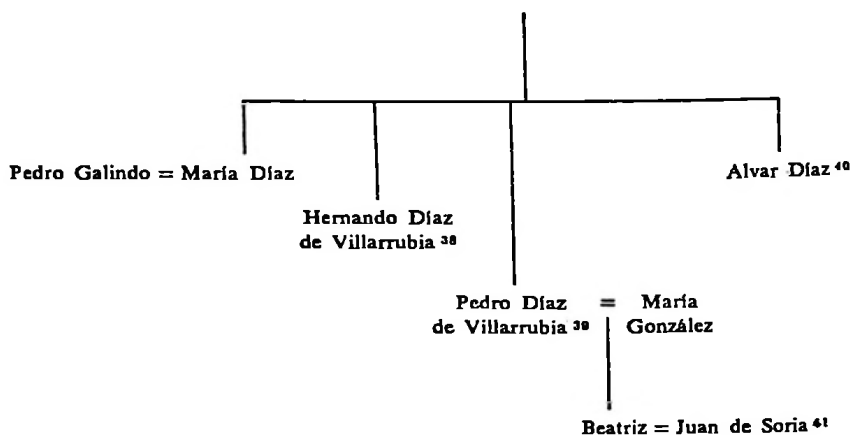 Pedro Galindo = María Díaz
Alvar Díaz ⁴⁰
Hernando Díaz
de Villarrubia ³⁸
Pedro Díaz = María
de Villarrubia ³⁹ González
Beatriz = Juan de Soria ⁴¹